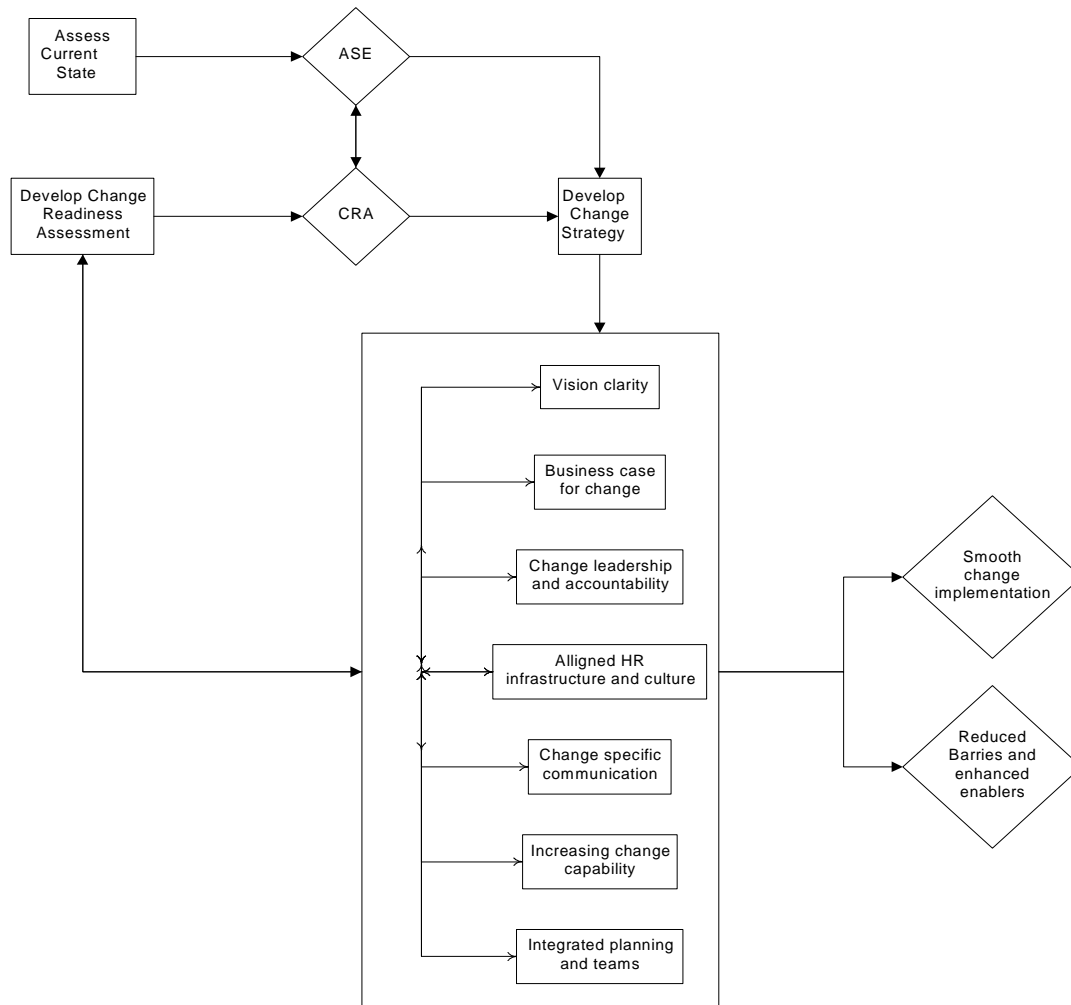 Assess
Current
State
ASE
Develop Change
Readiness
Assessment
CRA
Develop
Change
Strategy
Vision clarity
Business case
for change
Change leadership
and accountability
Alligned HR
infrastructure and culture
Change specific
communication
Increasing change
capability
Integrated planning
and teams
Smooth
change
implementation
Reduced
Barries and
enhanced
enablers